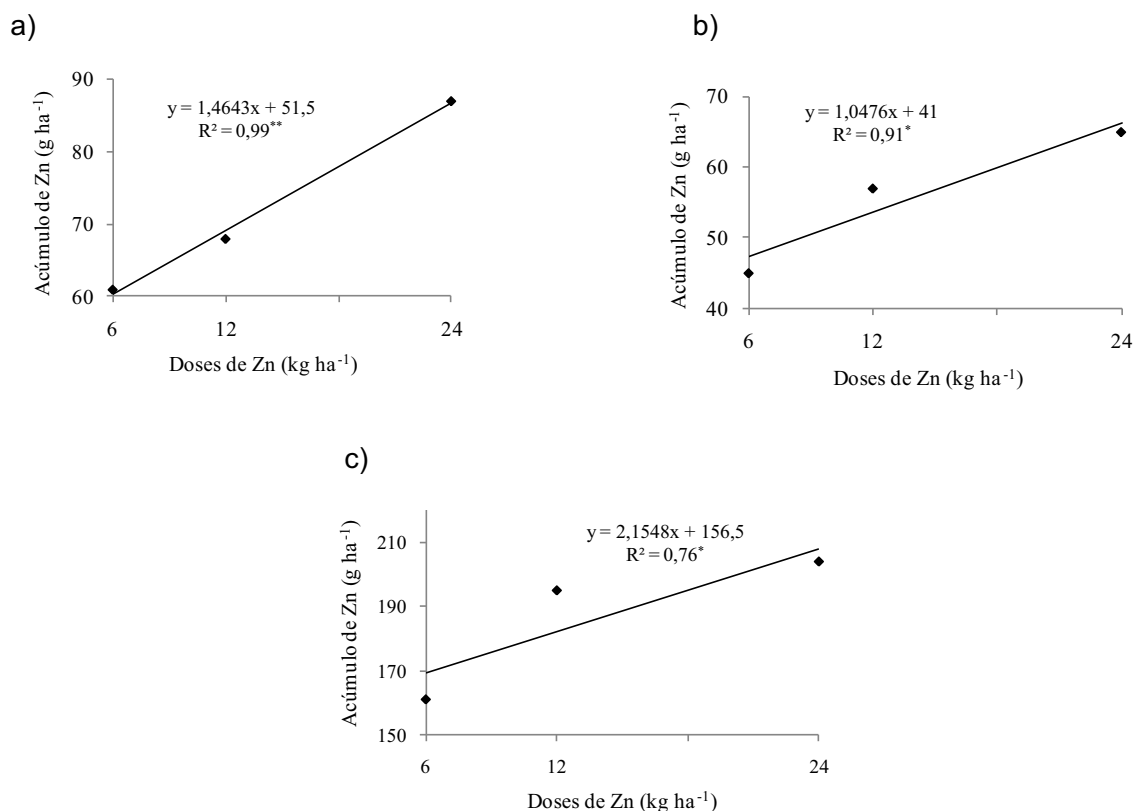 a)
Acúmulo de Zn (g ha⁻¹)
90
80
70
60
y = 1,4643x + 51,5
R² = 0,99**
6 12 24
Doses de Zn (kg ha⁻¹)
b)
Acúmulo de Zn (g ha⁻¹)
70
60
50
40
y = 1,0476x + 41
R² = 0,91*
6 12 24
Doses de Zn (kg ha⁻¹)
c)
Acúmulo de Zn (g ha⁻¹)
210
190
170
150
y = 2,1548x + 156,5
R² = 0,76*
6 12 24
Doses de Zn (kg ha⁻¹)